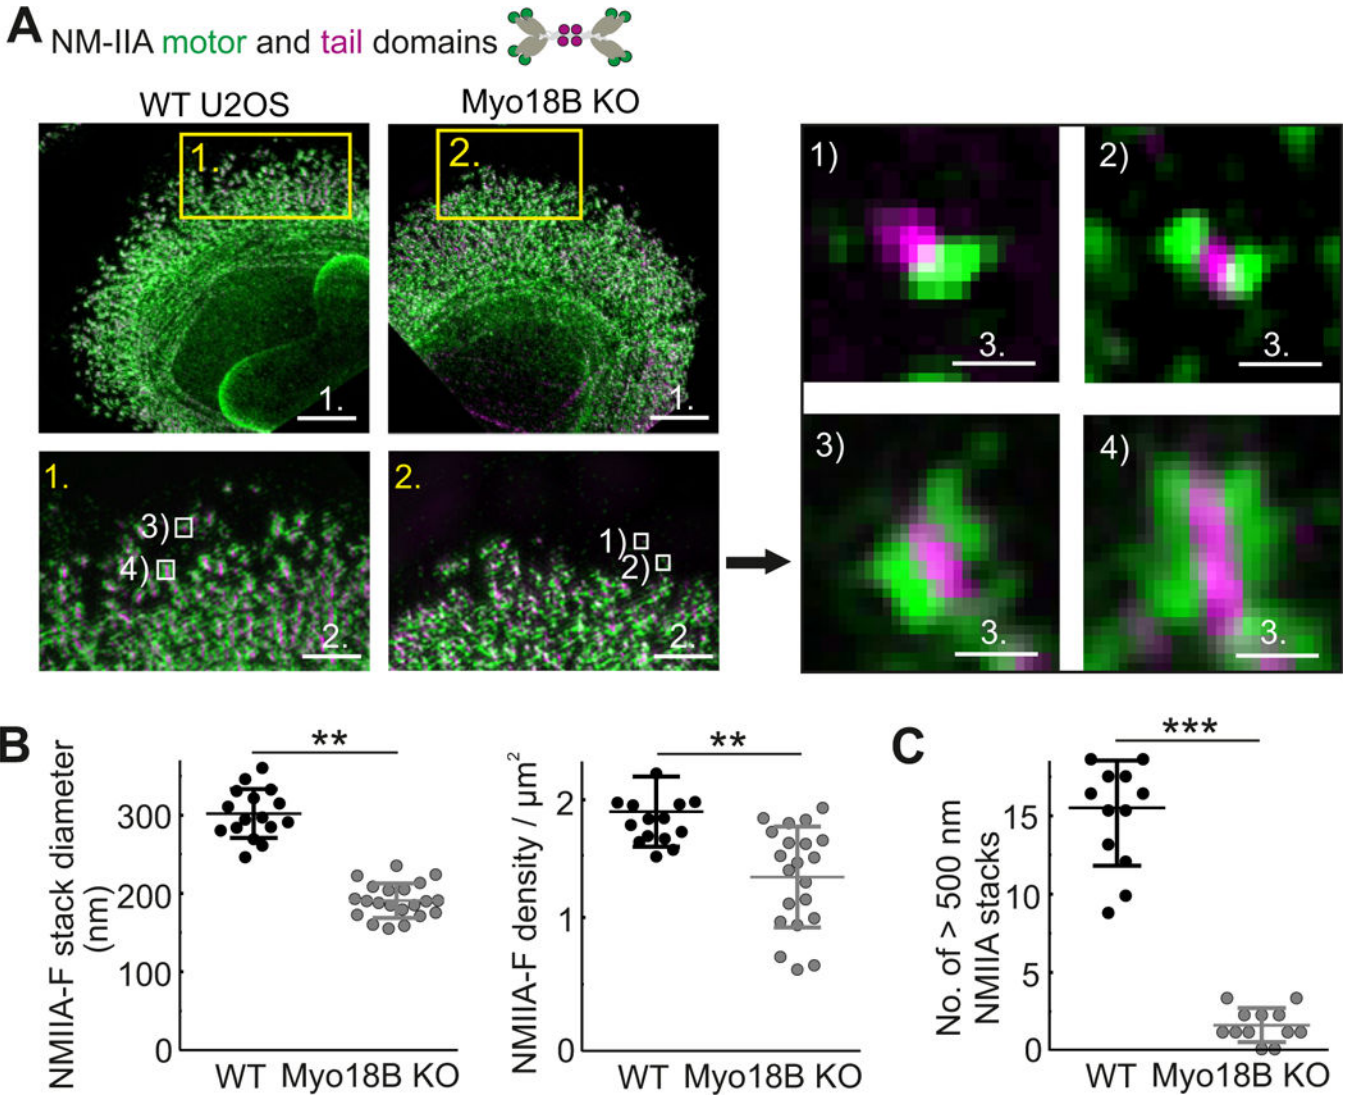 A NM-IIA motor and tail domains
WT U2OS
Myo18B KO
1.
2.
1)
2)
3.
3.
1.
1.
1.
2.
3)
4)
3)
1)
4)
2)
2.
2.
3.
3.
B
**
**
C
***
NMIIA-F stack diameter
(nm)
300
200
100
0
WT Myo18B KO
NMIIA-F density / µm²
2
1
0
WT Myo18B KO
No. of > 500 nm
NMIIA stacks
15
10
5
0
WT Myo18B KO